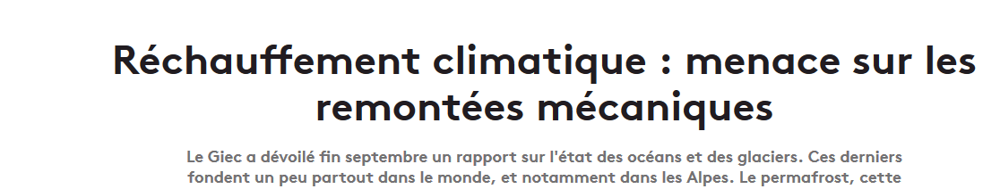 Réchauffement climatique : menace sur les
remontées mécaniques
Le Giec a dévoilé fin septembre un rapport sur l'état des océans et des glaciers. Ces derniers
fondent un peu partout dans le monde, et notamment dans les Alpes. Le permafrost, cette